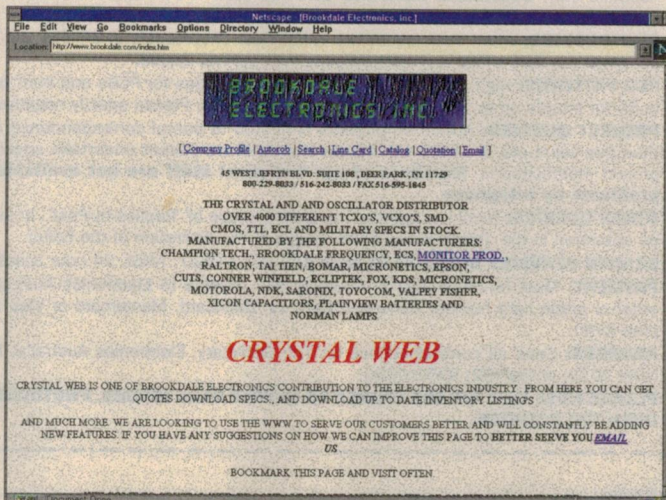 Netscape [Brookdale Electronics, Inc.]
File Edit View Go Bookmarks Options Directory Window Help
Location: http://www.brookdale.com/index.htm
N
BROOKDALE
ELECTRONICS INC.
[ Company Profile | Autorob | Search | Line Card | Catalog | Quotation | Email ]
45 WEST JEFRYN BLVD. SUITE 108 , DEER PARK , NY 11729
800-229-8033 / 516-242-8033 / FAX 516-595-1845
THE CRYSTAL AND AND OSCILLATOR DISTRIBUTOR
OVER 4000 DIFFERENT TCXO'S, VCXO'S, SMD
CMOS, TTL, ECL AND MILITARY SPECS IN STOCK.
MANUFACTURED BY THE FOLLOWING MANUFACTURERS:
CHAMPION TECH., BROOKDALE FREQUENCY, ECS, MONITOR PROD.,
RALTRON, TAI TIEN, BOMAR, MICRONETICS, EPSON,
CUTS, CONNER WINFIELD, ECLIPTEK, FOX, KDS, MICRONETICS,
MOTOROLA, NDK, SARONIX, TOYOCOM, VALPEY FISHER,
XICON CAPACITIORS, PLAINVIEW BATTERIES AND
NORMAN LAMPS
CRYSTAL WEB
CRYSTAL WEB IS ONE OF BROOKDALE ELECTRONICS CONTRIBUTION TO THE ELECTRONICS INDUSTRY . FROM HERE YOU CAN GET
QUOTES DOWNLOAD SPECS., AND DOWNLOAD UP TO DATE INVENTORY LISTING'S
AND MUCH MORE. WE ARE LOOKING TO USE THE WWW TO SERVE OUR CUSTOMERS BETTER AND WILL CONSTANTLY BE ADDING
NEW FEATURES. IF YOU HAVE ANY SUGGESTIONS ON HOW WE CAN IMPROVE THIS PAGE TO BETTER SERVE YOU EMAIL
US
BOOKMARK THIS PAGE AND VISIT OFTEN.
Document: Done